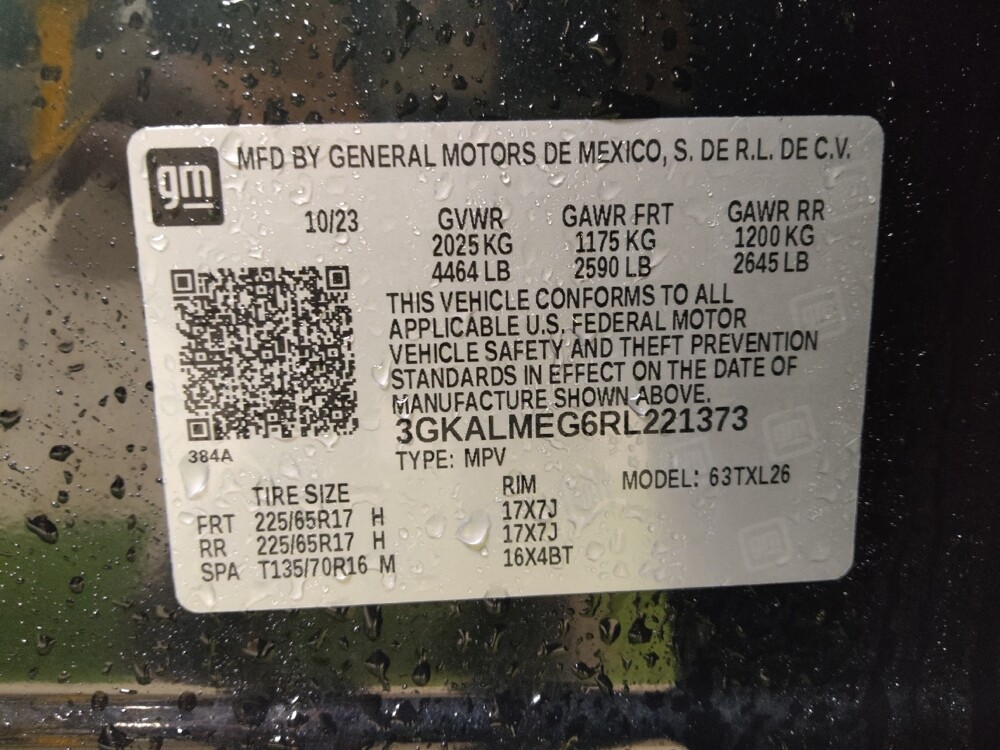 gm
MFD BY GENERAL MOTORS DE MEXICO, S. DE R.L. DE C.V.
10/23 GVWR GAWR FRT GAWR RR
2025 KG 1175 KG 1200 KG
4464 LB 2590 LB 2645 LB
THIS VEHICLE CONFORMS TO ALL
APPLICABLE U.S. FEDERAL MOTOR
VEHICLE SAFETY AND THEFT PREVENTION
STANDARDS IN EFFECT ON THE DATE OF
MANUFACTURE SHOWN ABOVE.
3GKALMEG6RL221373
384A
TYPE: MPV MODEL: 63TXL26
TIRE SIZE RIM
FRT 225/65R17 H 17X7J
RR 225/65R17 H 17X7J
SPA T135/70R16 M 16X4BT